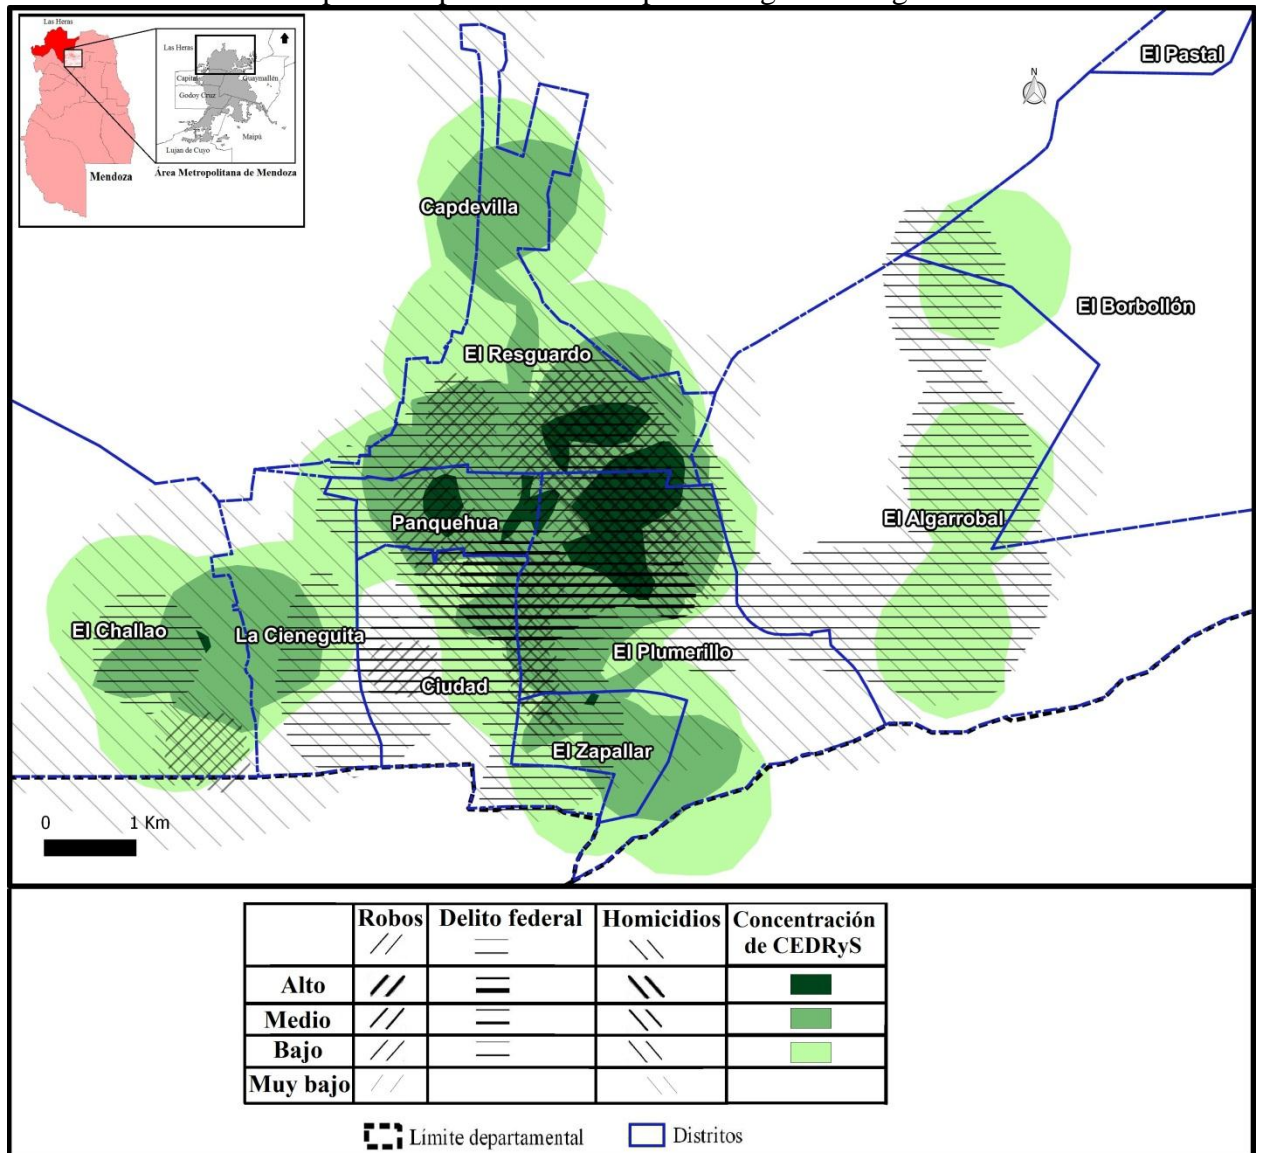 Las Heras
Las Heras
Capital
Guaymallén
Godoy Cruz
Maipú
Lujan de Cuyo
Mendoza
Área Metropolitana de Mendoza
N
El Pastal
Capdevilla
El Borbollón
El Resguardo
El Algarrobal
Panquehua
El Challao
La Cieneguita
El Plumerillo
Ciudad
El Zapallar
0 1 Km
Robos Delito federal Homicidios Concentración
de CEDRyS
Alto
Medio
Bajo
Muy bajo
Límite departamental Distritos